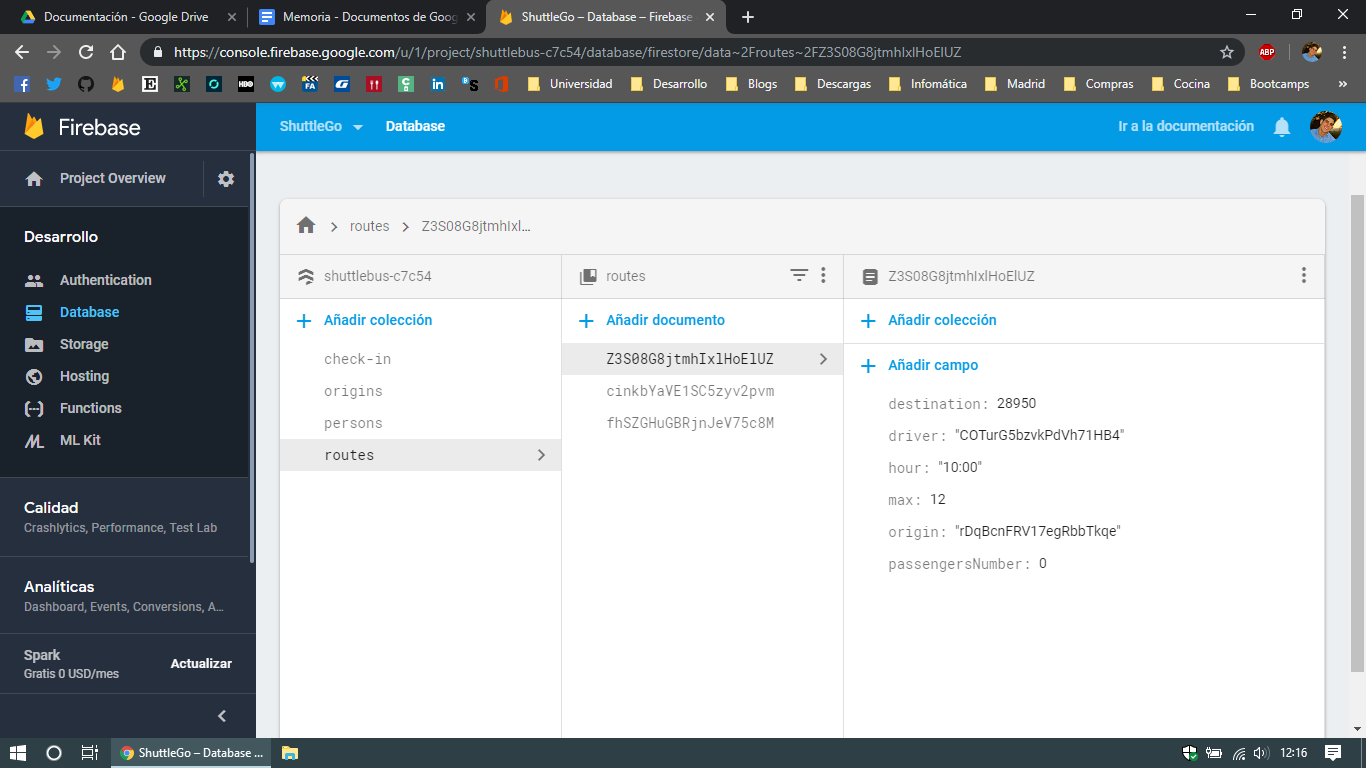 Documentación - Google Drive
Memoria - Documentos de Goog
ShuttleGo – Database – Firebase
https://console.firebase.google.com/u/1/project/shuttlebus-c7c54/database/firestore/data~2Froutes~2FZ3S08G8jtmhIxlHoElUZ
ABP
HBO
FA
Universidad
Desarrollo
Blogs
Descargas
Infomática
Madrid
Compras
Cocina
Bootcamps
»
Firebase
ShuttleGo
Database
Ir a la documentación
Project Overview
Desarrollo
Authentication
Database
Storage
Hosting
Functions
ML Kit
Calidad
Crashlytics, Performance, Test Lab
Analíticas
Dashboard, Events, Conversions, A...
Spark
Gratis 0 USD/mes
Actualizar
routes
Z3S08G8jtmhIxl...
shuttlebus-c7c54
Añadir colección
check-in
origins
persons
routes
routes
Añadir documento
Z3S08G8jtmhIxlHoElUZ
cinkbYaVE1SC5zyv2pvm
fhSZGHuGBRjnJeV75c8M
Z3S08G8jtmhIxlHoElUZ
Añadir colección
Añadir campo
destination: 28950
driver: "COTurG5bzvkPdVh71HB4"
hour: "10:00"
max: 12
origin: "rDqBcnFRV17egRbbTkqe"
passengersNumber: 0
ShuttleGo – Database ...
12:16